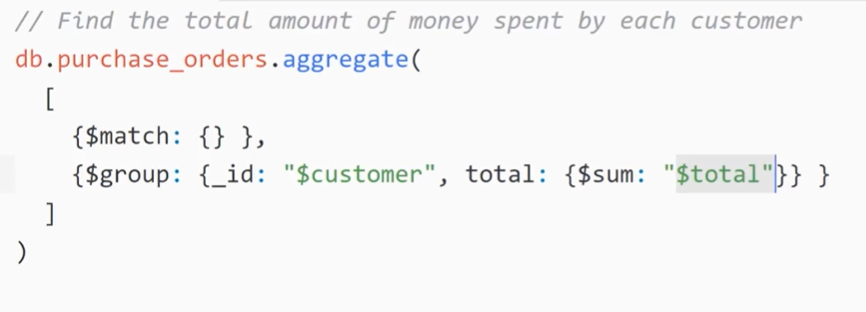 // Find the total amount of money spent by each customer
db.purchase_orders.aggregate(
[
{$match: {} },
{$group: {_id: "$customer", total: {$sum: "$total"}} }
]
)